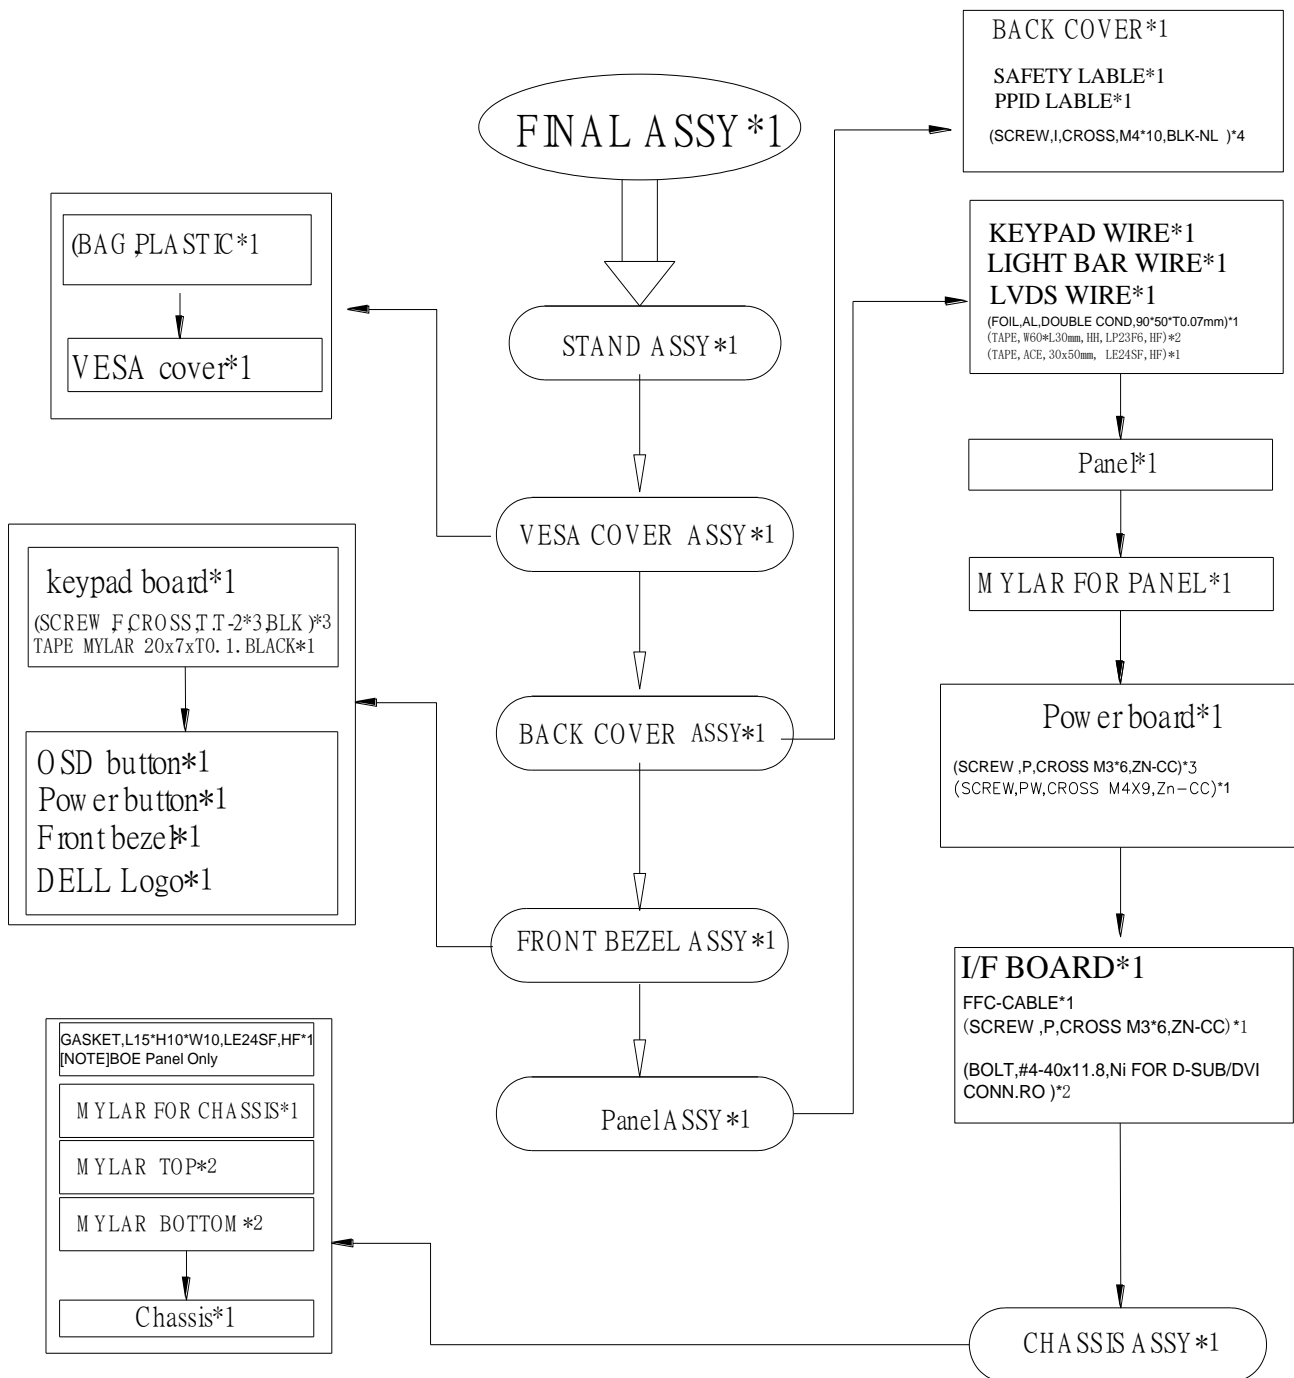 FINAL ASSY*1
STAND ASSY*1
VESA COVER ASSY*1
BACK COVER ASSY*1
FRONT BEZEL ASSY*1
Panel ASSY*1
(BAG,PLASTIC*1
VESA cover*1
keypad board*1
(SCREW,F,CROSS,T.T-2*3,BLK)*3
TAPE MYLAR 20x7xT0.1.BLACK*1
OSD button*1
Power button*1
Front bezel*1
DELL Logo*1
GASKET,L15*H10*W10,LE24SF,HF*1
[NOTE]BOE Panel Only
MYLAR FOR CHASSIS*1
MYLAR TOP*2
MYLAR BOTTOM*2
Chassis*1
BACK COVER*1
SAFETY LABLE*1
PPID LABLE*1
(SCREW,I,CROSS,M4*10,BLK-NL )*4
KEYPAD WIRE*1
LIGHT BAR WIRE*1
LVDS WIRE*1
(FOIL,AL,DOUBLE COND,90*50*T0.07mm)*1
(TAPE,W60*L30mm,HH,LP23F6,HF)*2
(TAPE,ACE,30x50mm, LE24SF,HF)*1
Panel*1
MYLAR FOR PANEL*1
Power board*1
(SCREW ,P,CROSS M3*6,ZN-CC)*3
(SCREW,PW,CROSS M4X9,Zn-CC)*1
I/F BOARD*1
FFC-CABLE*1
(SCREW ,P,CROSS M3*6,ZN-CC)*1
(BOLT,#4-40x11.8,Ni FOR D-SUB/DVI
CONN.RO )*2
CHASSIS ASSY*1